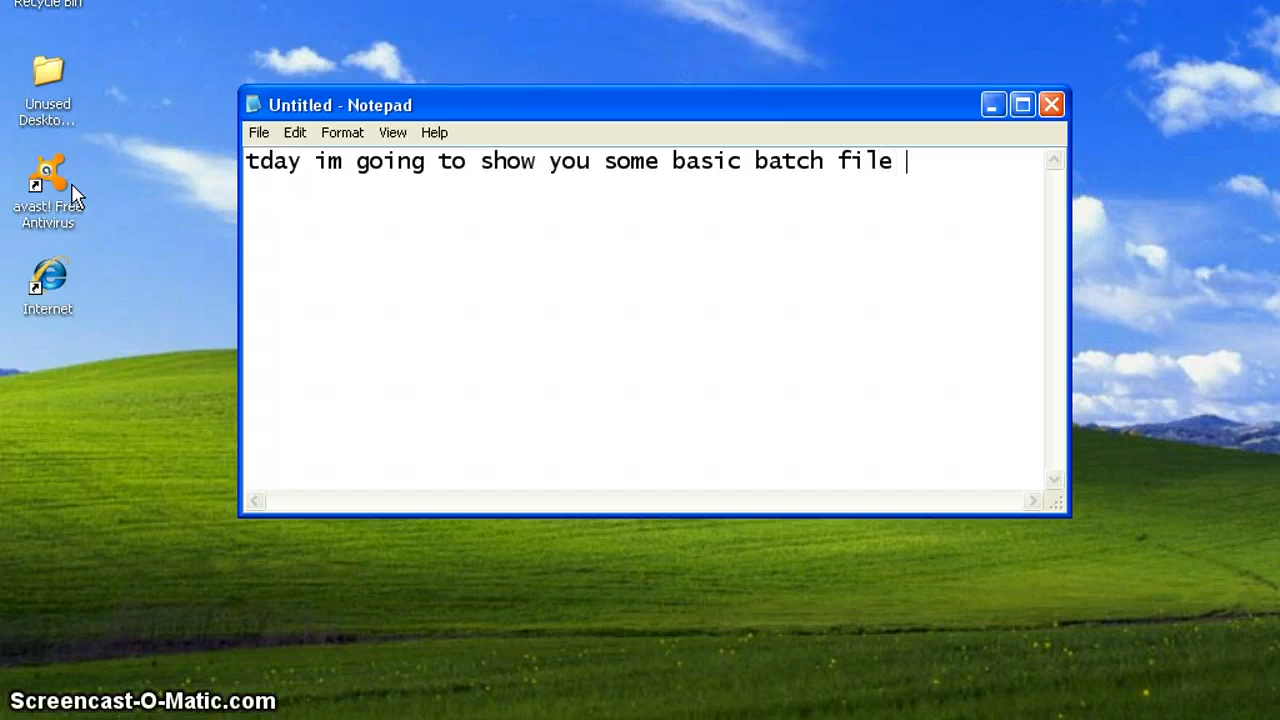 Recycle Bin
Unused
Deskto...
avast! Free
Antivirus
Internet
Untitled - Notepad
File Edit Format View Help
tday im going to show you some basic batch file
Screencast-O-Matic.com